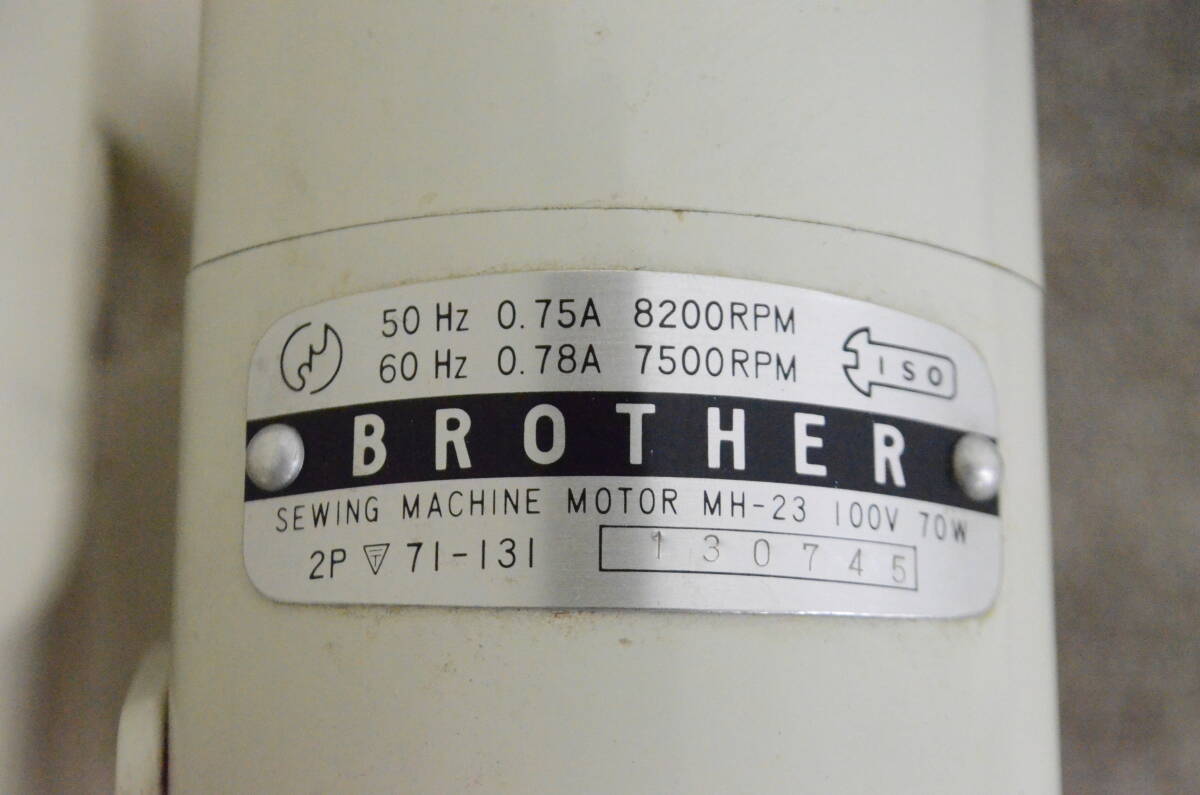 50 Hz 0.75A 8200RPM
60 Hz 0.78A 7500RPM
ISO
BROTHER
SEWING MACHINE MOTOR MH-23 100V 70W
2P 71-131 130745